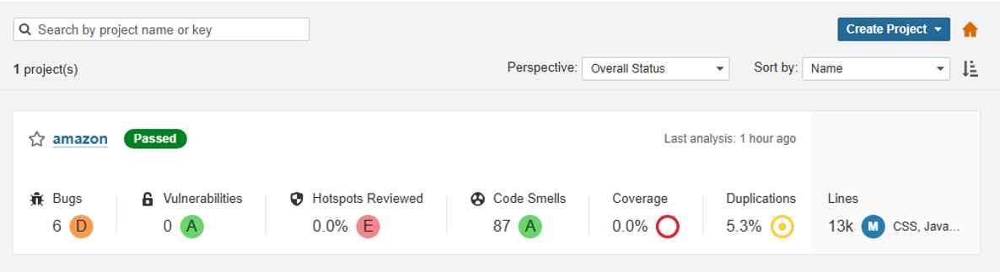 Search by project name or key
Create Project
1 project(s)
Perspective: Overall Status
Sort by: Name
amazon Passed
Last analysis: 1 hour ago
Bugs Vulnerabilities Hotspots Reviewed Code Smells Coverage Duplications Lines
6 D 0 A 0.0% E 87 A 0.0% 5.3% 13k M CSS, Java...